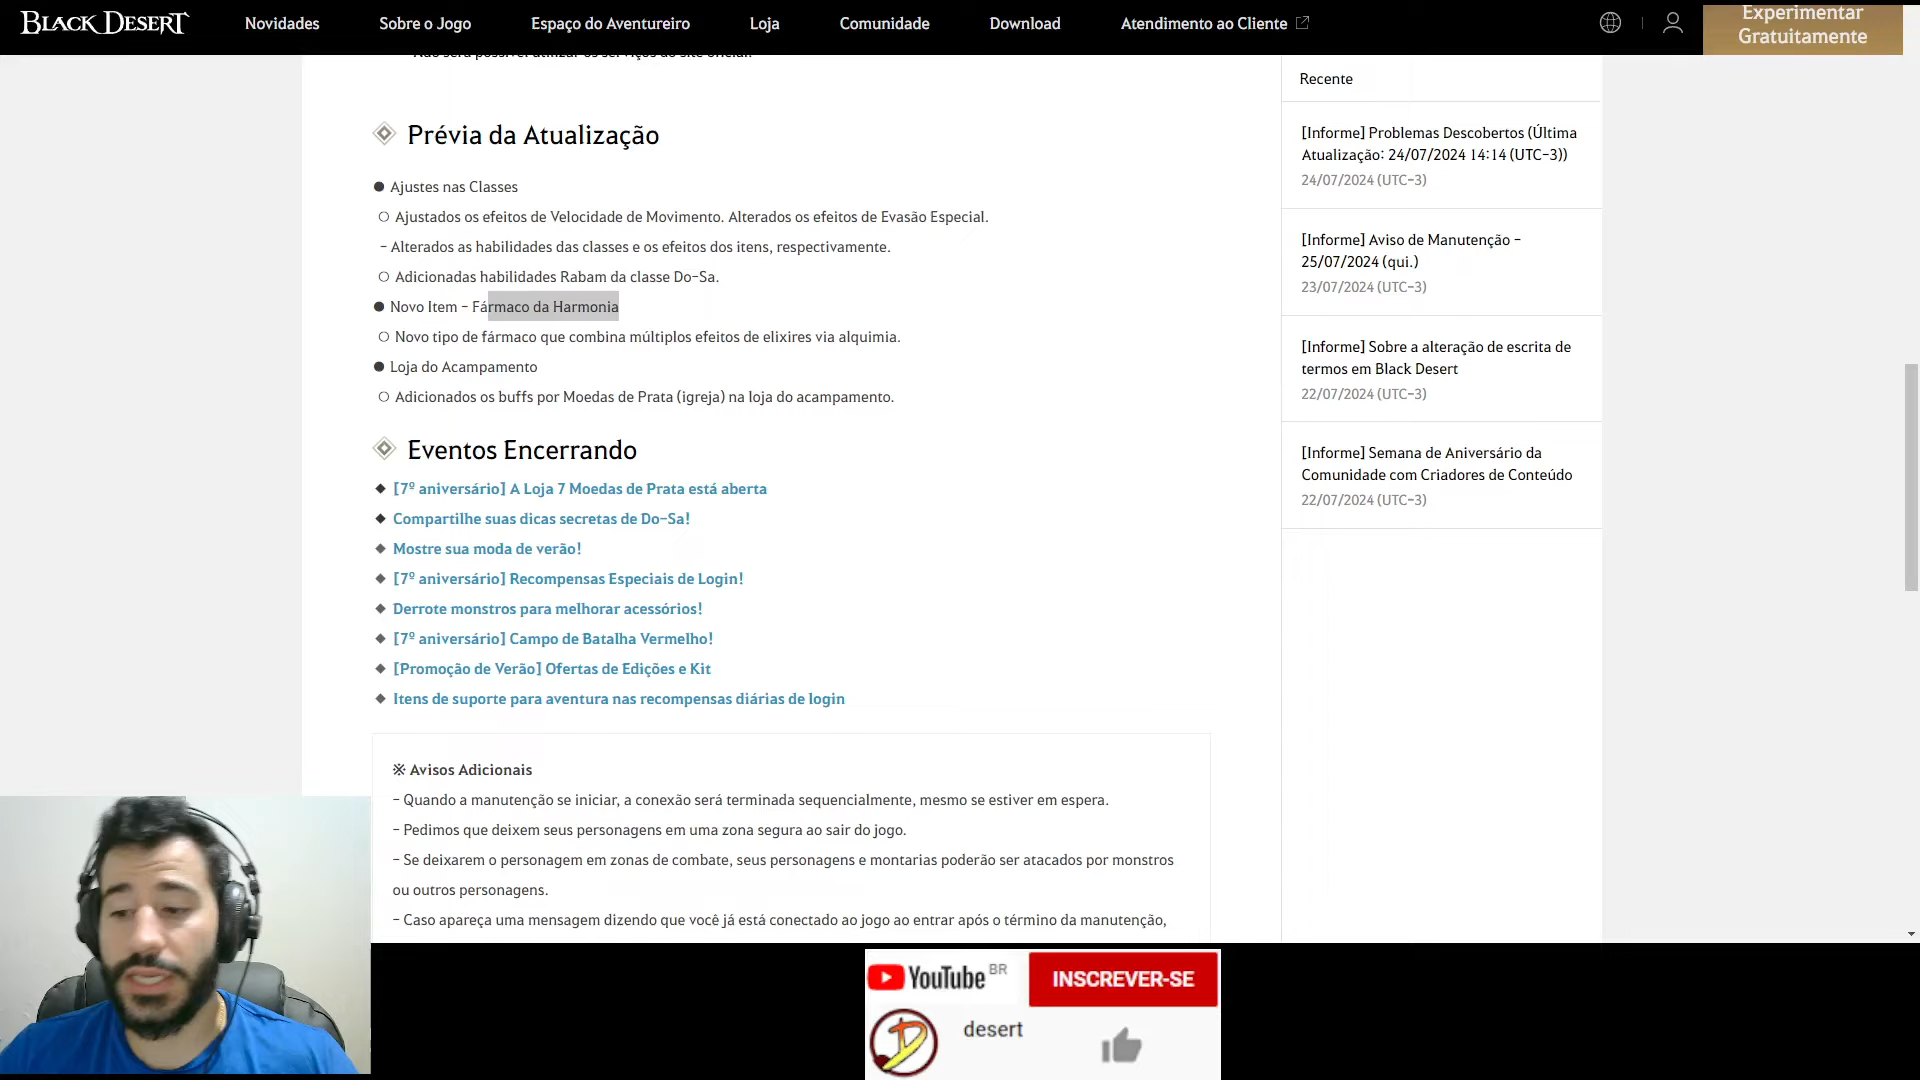 BLACK DESERT
Novidades
Sobre o Jogo
Espaço do Aventureiro
Loja
Comunidade
Download
Atendimento ao Cliente
Experimentar
Gratuitamente
Não será possível utilizar os serviços do site oficial.
Prévia da Atualização
● Ajustes nas Classes
○ Ajustados os efeitos de Velocidade de Movimento. Alterados os efeitos de Evasão Especial.
- Alterados as habilidades das classes e os efeitos dos itens, respectivamente.
○ Adicionadas habilidades Rabam da classe Do-Sa.
● Novo Item - Fármaco da Harmonia
○ Novo tipo de fármaco que combina múltiplos efeitos de elixires via alquimia.
● Loja do Acampamento
○ Adicionados os buffs por Moedas de Prata (igreja) na loja do acampamento.
Eventos Encerrando
◆ [7º aniversário] A Loja 7 Moedas de Prata está aberta
◆ Compartilhe suas dicas secretas de Do-Sa!
◆ Mostre sua moda de verão!
◆ [7º aniversário] Recompensas Especiais de Login!
◆ Derrote monstros para melhorar acessórios!
◆ [7º aniversário] Campo de Batalha Vermelho!
◆ [Promoção de Verão] Ofertas de Edições e Kit
◆ Itens de suporte para aventura nas recompensas diárias de login
※ Avisos Adicionais
- Quando a manutenção se iniciar, a conexão será terminada sequencialmente, mesmo se estiver em espera.
- Pedimos que deixem seus personagens em uma zona segura ao sair do jogo.
- Se deixarem o personagem em zonas de combate, seus personagens e montarias poderão ser atacados por monstros
ou outros personagens.
- Caso apareça uma mensagem dizendo que você já está conectado ao jogo ao entrar após o término da manutenção,
Recente
[Informe] Problemas Descobertos (Última
Atualização: 24/07/2024 14:14 (UTC-3))
24/07/2024 (UTC-3)
[Informe] Aviso de Manutenção -
25/07/2024 (qui.)
23/07/2024 (UTC-3)
[Informe] Sobre a alteração de escrita de
termos em Black Desert
22/07/2024 (UTC-3)
[Informe] Semana de Aniversário da
Comunidade com Criadores de Conteúdo
22/07/2024 (UTC-3)
YouTube BR
INSCREVER-SE
desert